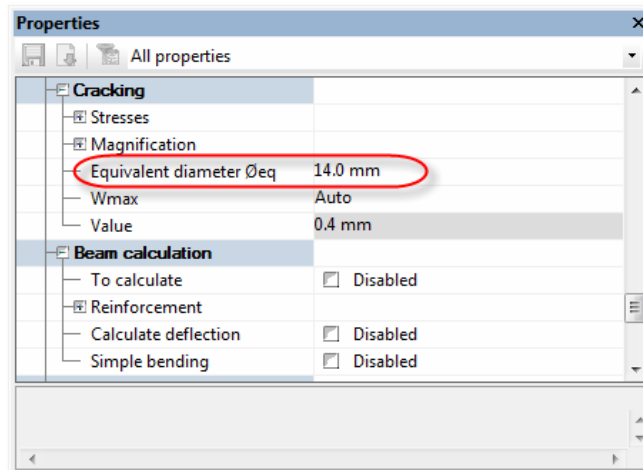 Properties
All properties
Cracking
Stresses
Magnification
Equivalent diameter Øeq 14.0 mm
Wmax Auto
Value 0.4 mm
Beam calculation
To calculate Disabled
Reinforcement
Calculate deflection Disabled
Simple bending Disabled